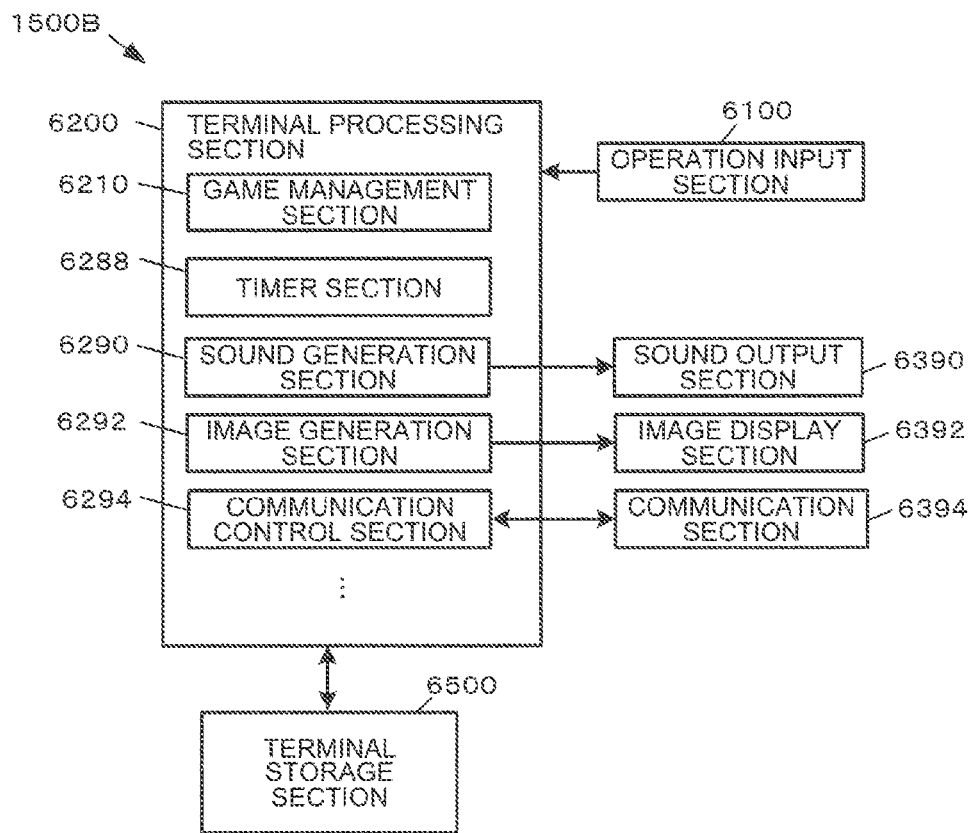 1500B
6200
TERMINAL PROCESSING
SECTION
6100
OPERATION INPUT
SECTION
6210
GAME MANAGEMENT
SECTION
6288
TIMER SECTION
6290
SOUND GENERATION
SECTION
SOUND OUTPUT
SECTION
6390
6292
IMAGE GENERATION
SECTION
IMAGE DISPLAY
SECTION
6392
6294
COMMUNICATION
CONTROL SECTION
COMMUNICATION
SECTION
6394
⋮
6500
TERMINAL
STORAGE
SECTION